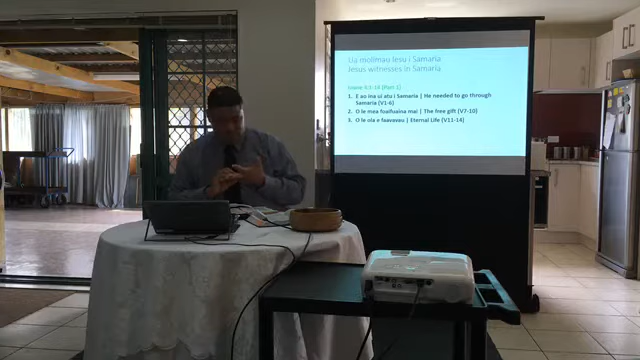 Ua molimau Iesu i Samaria
Jesus witnesses in Samaria
Ioane 4:1-14 (Part 1)
1. E ao ina ui atu i Samaria | He needed to go through
Samaria (V1-6)
2. O le mea foaifuaina mai | The free gift (V7-10)
3. O le ola e faavavau | Eternal Life (V11-14)